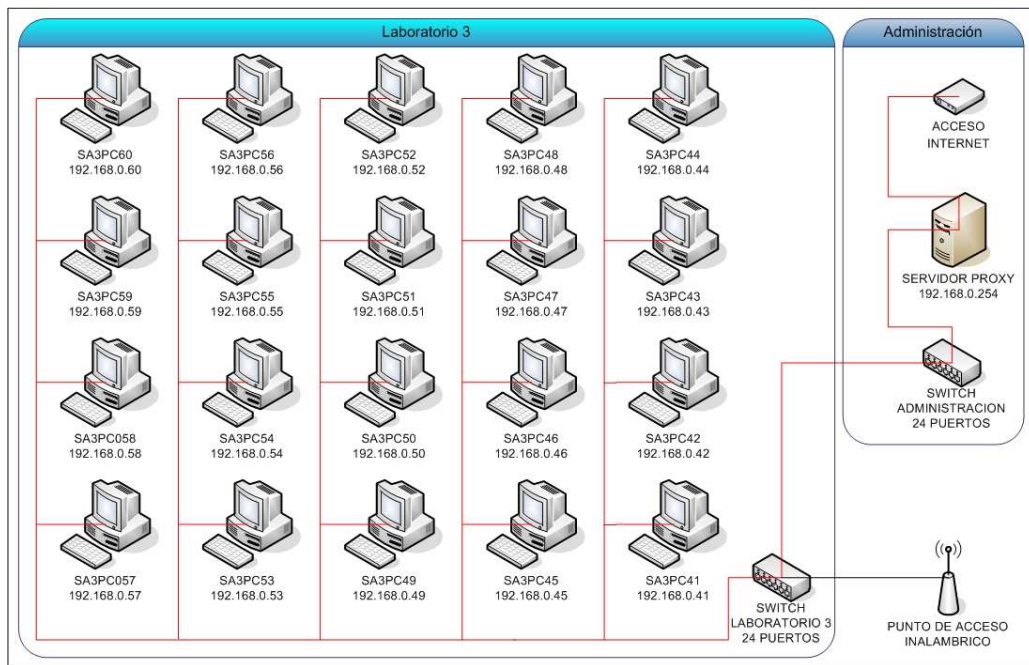 Laboratorio 3
Administración
SA3PC60
192.168.0.60
SA3PC56
192.168.0.56
SA3PC52
192.168.0.52
SA3PC48
192.168.0.48
SA3PC44
192.168.0.44
ACCESO
INTERNET
SA3PC59
192.168.0.59
SA3PC55
192.168.0.55
SA3PC51
192.168.0.51
SA3PC47
192.168.0.47
SA3PC43
192.168.0.43
SERVIDOR PROXY
192.168.0.254
SA3PC058
192.168.0.58
SA3PC54
192.168.0.54
SA3PC50
192.168.0.50
SA3PC46
192.168.0.46
SA3PC42
192.168.0.42
SWITCH
ADMINISTRACION
24 PUERTOS
SA3PC057
192.168.0.57
SA3PC53
192.168.0.53
SA3PC49
192.168.0.49
SA3PC45
192.168.0.45
SA3PC41
192.168.0.41
SWITCH
LABORATORIO 3
24 PUERTOS
PUNTO DE ACCESO
INALAMBRICO